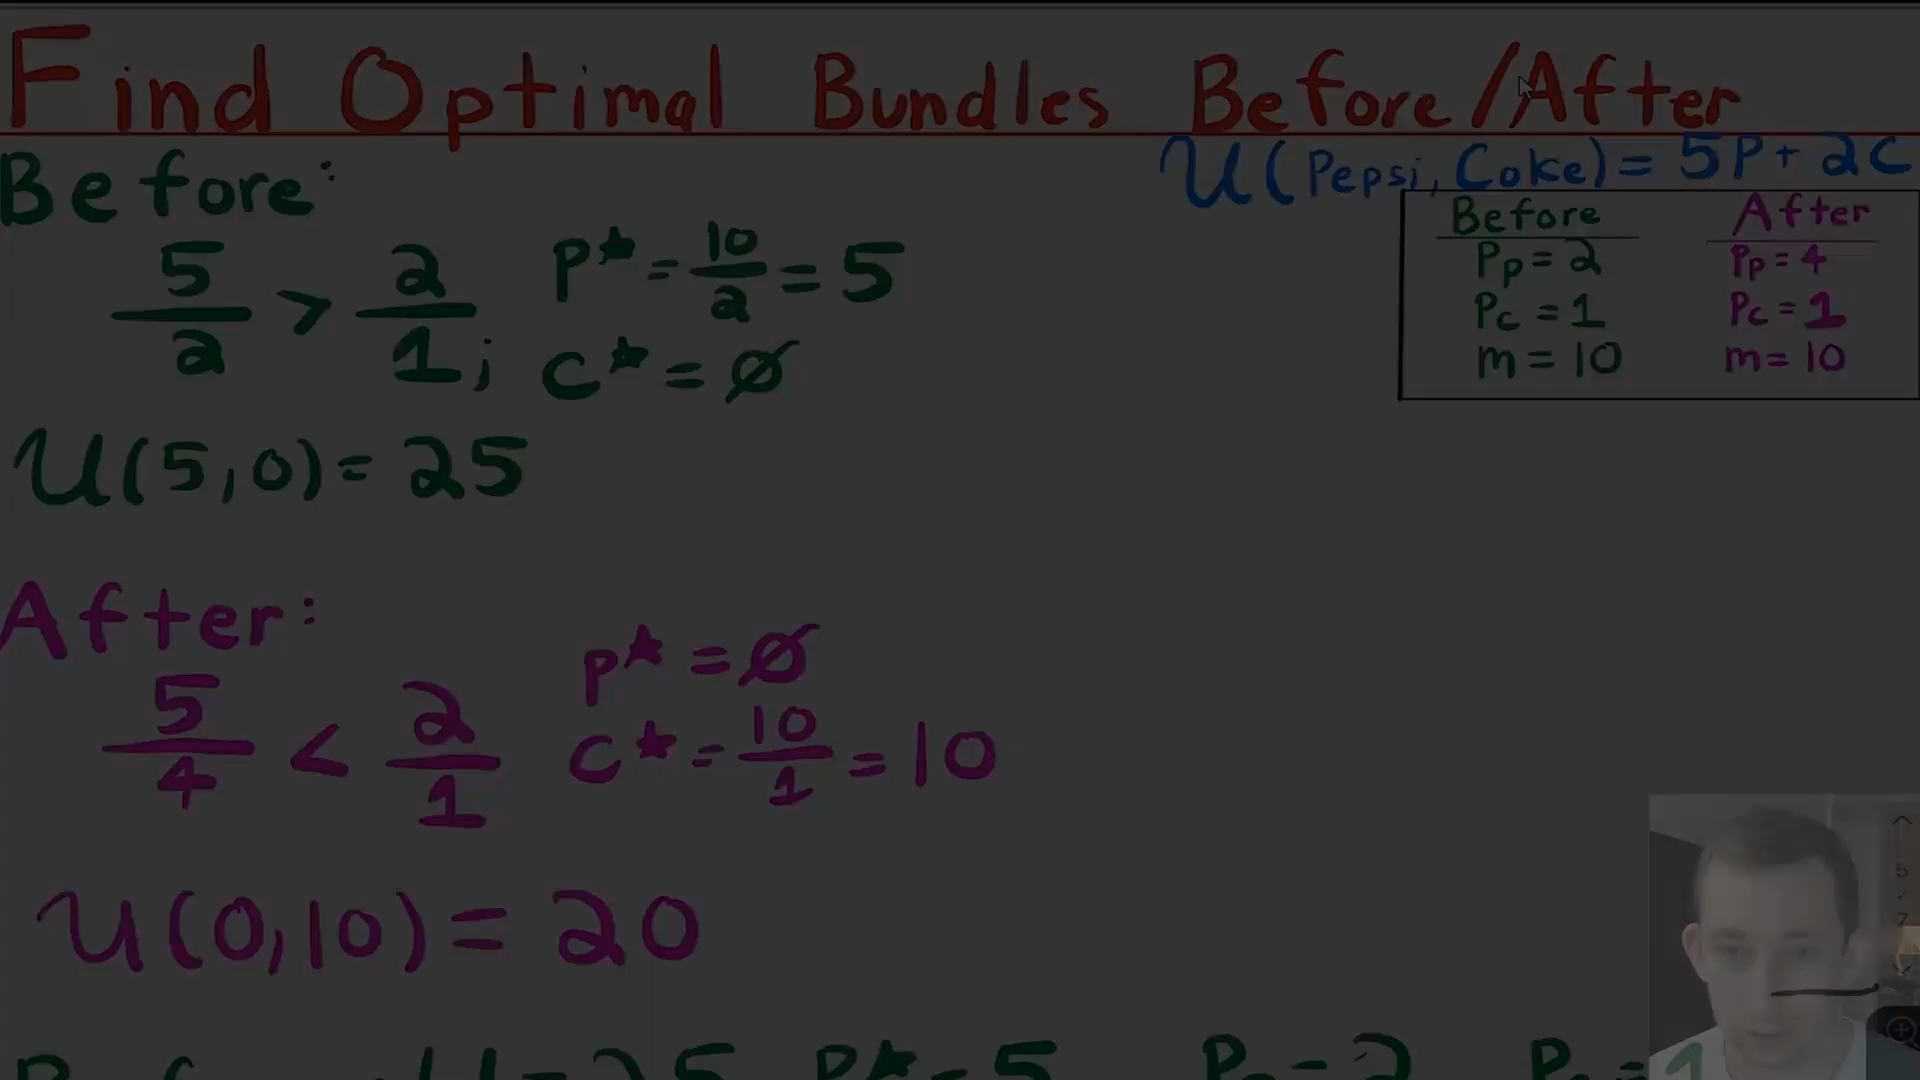 Find Optimal Bundles Before/After
U(Pepsi, Coke) = 5P + 2C
Before:
5/2 > 2/1; P* = 10/2 = 5
C* = Ø
U(5,0) = 25
Before After
Pp = 2 Pp = 4
Pc = 1 Pc = 1
m = 10 m = 10
After:
5/4 < 2/1 P* = Ø
C* = 10/1 = 10
U(0,10) = 20
5
/
7